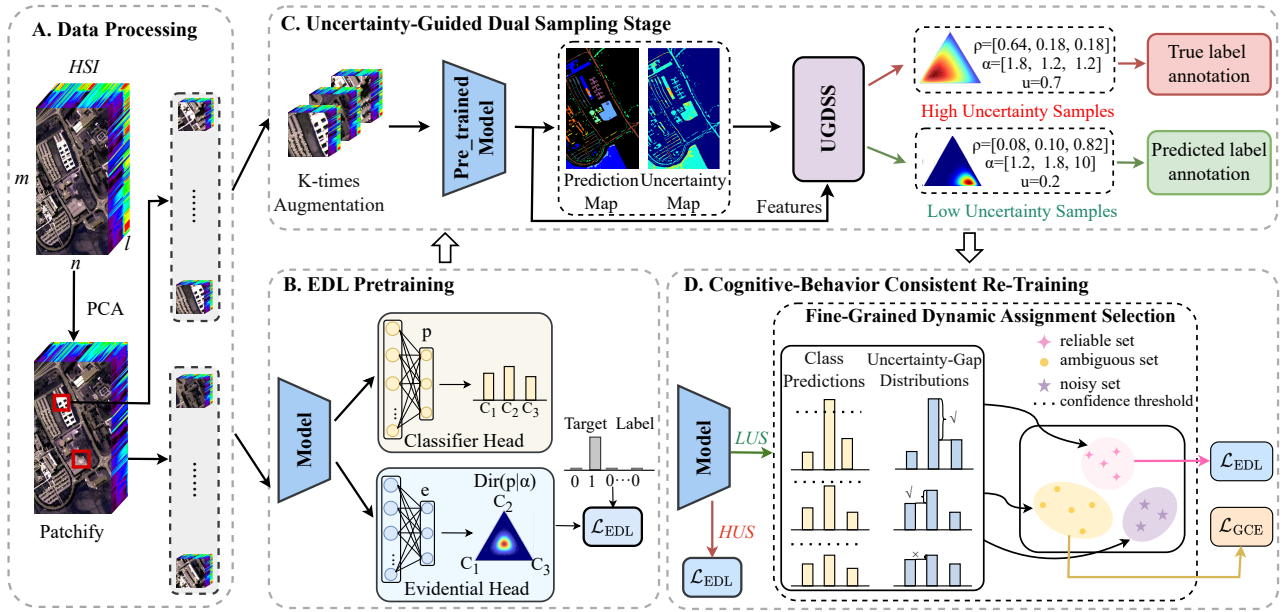 A. Data Processing
HSI
m
l
n
PCA
Patchify
C. Uncertainty-Guided Dual Sampling Stage
K-times
Augmentation
Pre_trained
Model
Prediction
Map
Uncertainty
Map
Features
UGDSS
ρ=[0.64, 0.18, 0.18]
α=[1.8, 1.2, 1.2]
u=0.7
High Uncertainty Samples
True label
annotation
ρ=[0.08, 0.10, 0.82]
α=[1.2, 1.8, 10]
u=0.2
Low Uncertainty Samples
Predicted label
annotation
B. EDL Pretraining
Model
p
C₁ C₂ C₃
Classifier Head
e
Dir(p|α)
C₂
C₁
C₃
Evidential Head
Target Label
0 1 0···0
ℒEDL
D. Cognitive-Behavior Consistent Re-Training
Fine-Grained Dynamic Assignment Selection
Model
LUS
HUS
ℒEDL
Class
Predictions
Uncertainty-Gap
Distributions
√
√
×
reliable set
ambiguous set
noisy set
confidence threshold
ℒEDL
ℒGCE